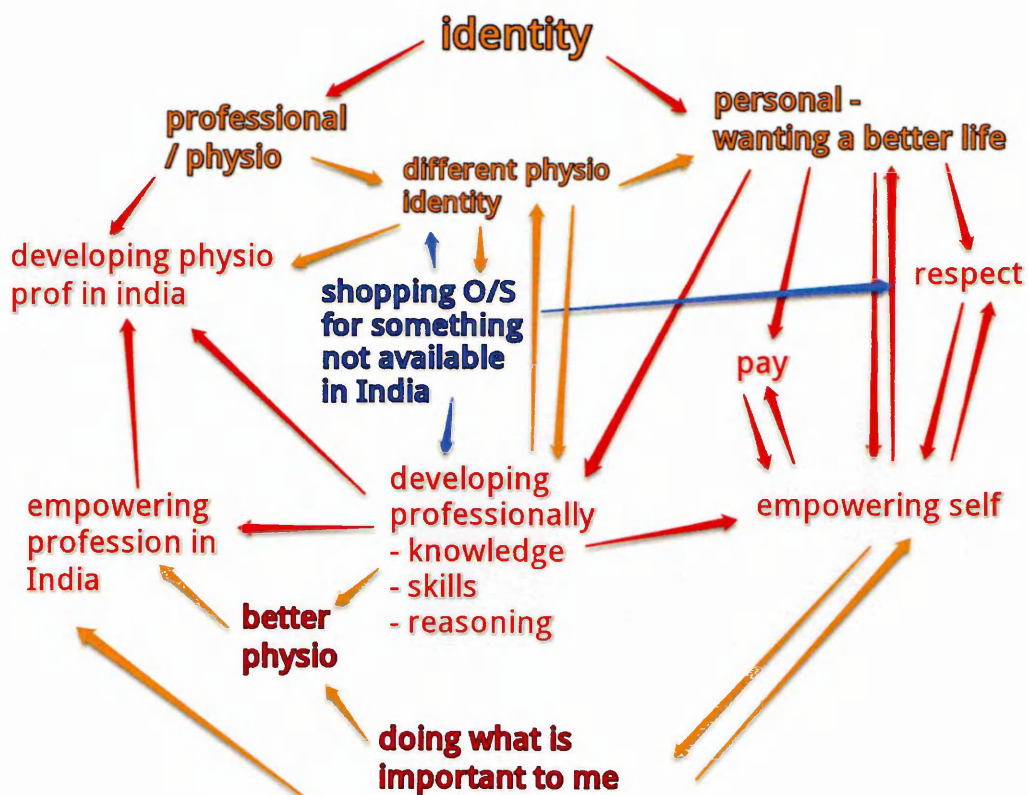 identity
professional
/ physio
personal -
wanting a better life
different physio
identity
developing physio
prof in india
respect
shopping O/S
for something
not available
in India
pay
developing
professionally
- knowledge
- skills
- reasoning
empowering
profession in
India
empowering self
better
physio
doing what is
important to me